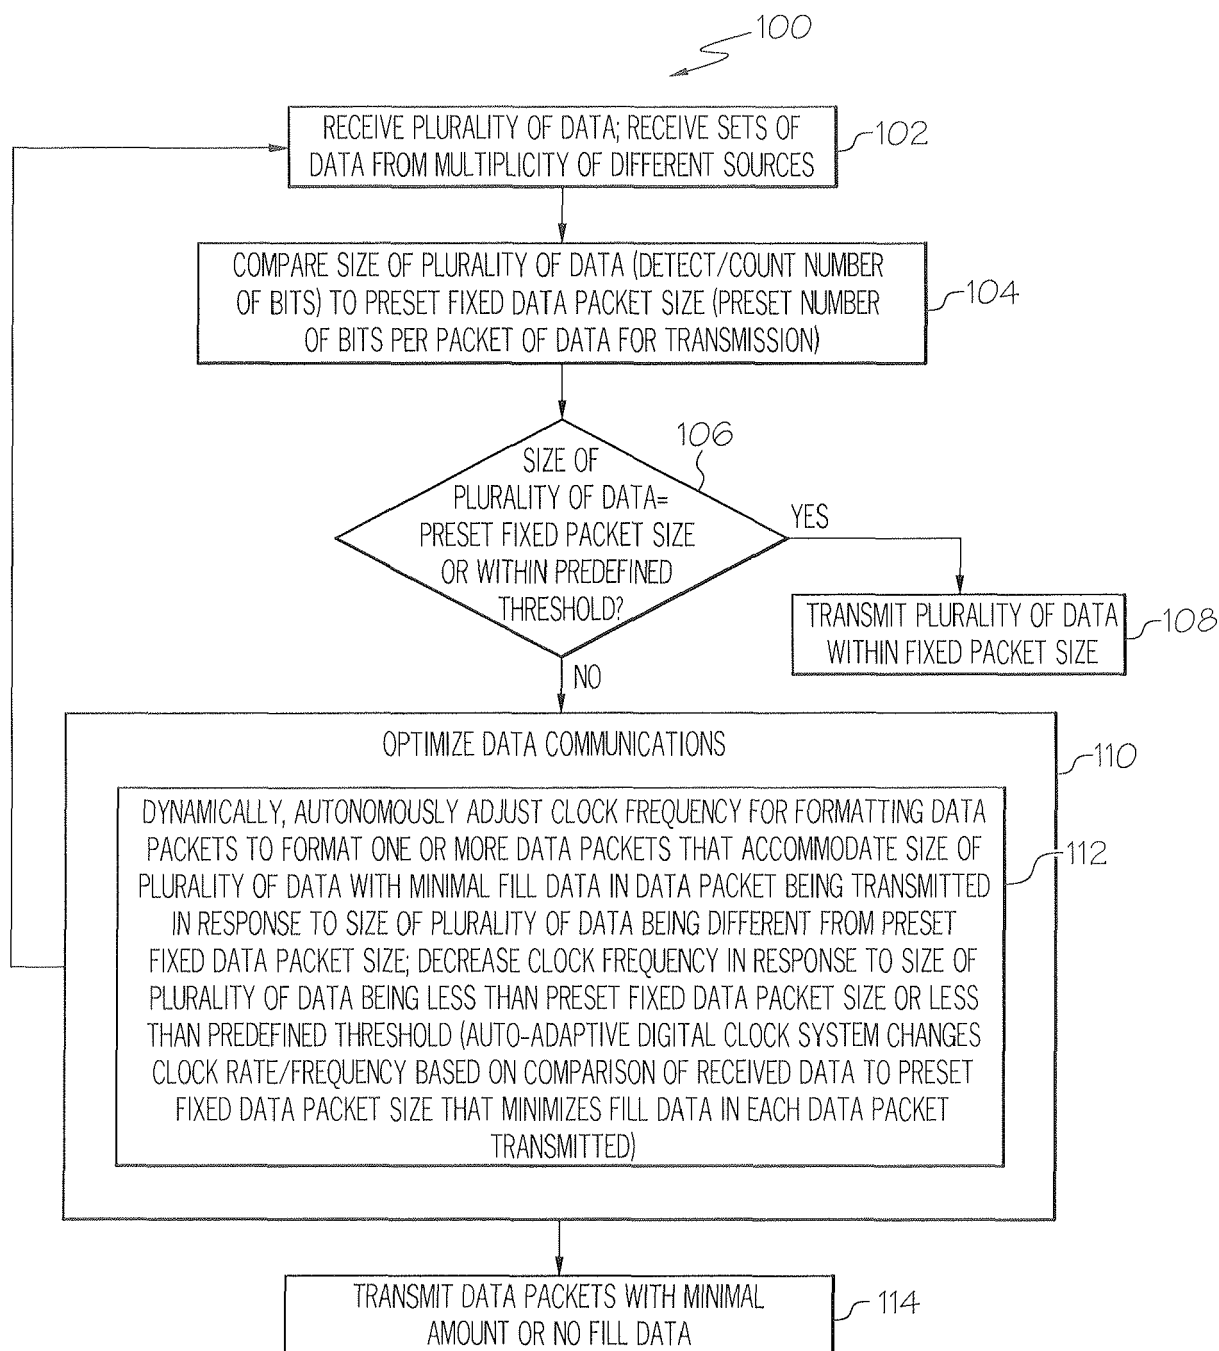 100
RECEIVE PLURALITY OF DATA; RECEIVE SETS OF
DATA FROM MULTIPLICITY OF DIFFERENT SOURCES
102
COMPARE SIZE OF PLURALITY OF DATA (DETECT/COUNT NUMBER
OF BITS) TO PRESET FIXED DATA PACKET SIZE (PRESET NUMBER
OF BITS PER PACKET OF DATA FOR TRANSMISSION)
104
106
SIZE OF
PLURALITY OF DATA=
PRESET FIXED PACKET SIZE
OR WITHIN PREDEFINED
THRESHOLD?
YES
TRANSMIT PLURALITY OF DATA
WITHIN FIXED PACKET SIZE
108
NO
OPTIMIZE DATA COMMUNICATIONS
110
DYNAMICALLY, AUTONOMOUSLY ADJUST CLOCK FREQUENCY FOR FORMATTING DATA
PACKETS TO FORMAT ONE OR MORE DATA PACKETS THAT ACCOMMODATE SIZE OF
PLURALITY OF DATA WITH MINIMAL FILL DATA IN DATA PACKET BEING TRANSMITTED
IN RESPONSE TO SIZE OF PLURALITY OF DATA BEING DIFFERENT FROM PRESET
FIXED DATA PACKET SIZE; DECREASE CLOCK FREQUENCY IN RESPONSE TO SIZE OF
PLURALITY OF DATA BEING LESS THAN PRESET FIXED DATA PACKET SIZE OR LESS
THAN PREDEFINED THRESHOLD (AUTO-ADAPTIVE DIGITAL CLOCK SYSTEM CHANGES
CLOCK RATE/FREQUENCY BASED ON COMPARISON OF RECEIVED DATA TO PRESET
FIXED DATA PACKET SIZE THAT MINIMIZES FILL DATA IN EACH DATA PACKET
TRANSMITTED)
112
TRANSMIT DATA PACKETS WITH MINIMAL
AMOUNT OR NO FILL DATA
114